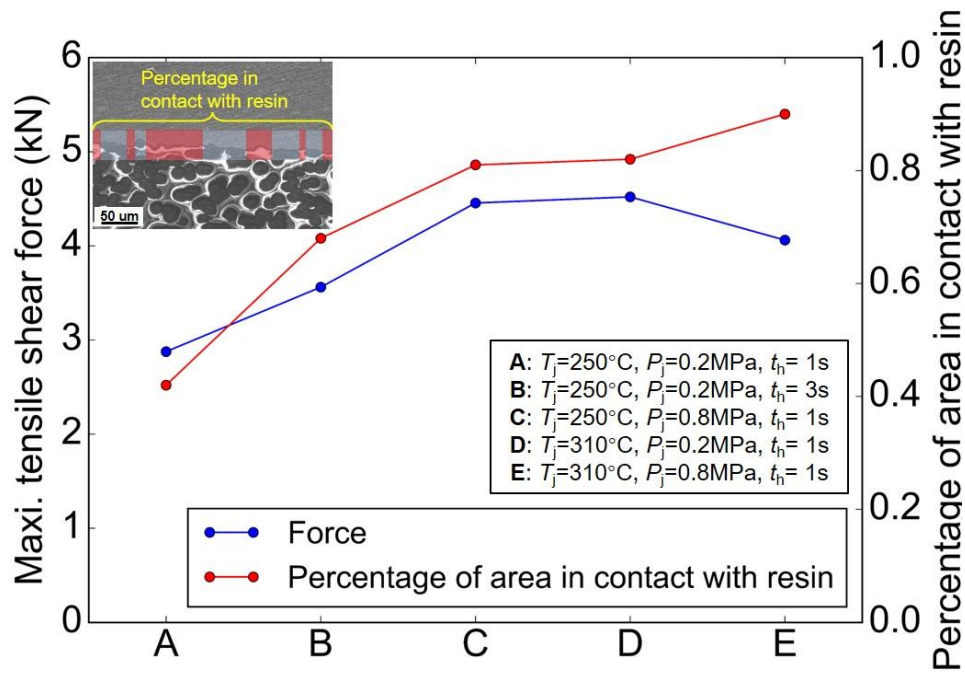 Maxi. tensile shear force (kN)
6
5
4
3
2
1
0
Percentage in
contact with resin
50 um
A: Tj=250°C, Pj=0.2MPa, th= 1s
B: Tj=250°C, Pj=0.2MPa, th= 3s
C: Tj=250°C, Pj=0.8MPa, th= 1s
D: Tj=310°C, Pj=0.2MPa, th= 1s
E: Tj=310°C, Pj=0.8MPa, th= 1s
Force
Percentage of area in contact with resin
A B C D E
1.0
0.8
0.6
0.4
0.2
0.0
Percentage of area in contact with resin